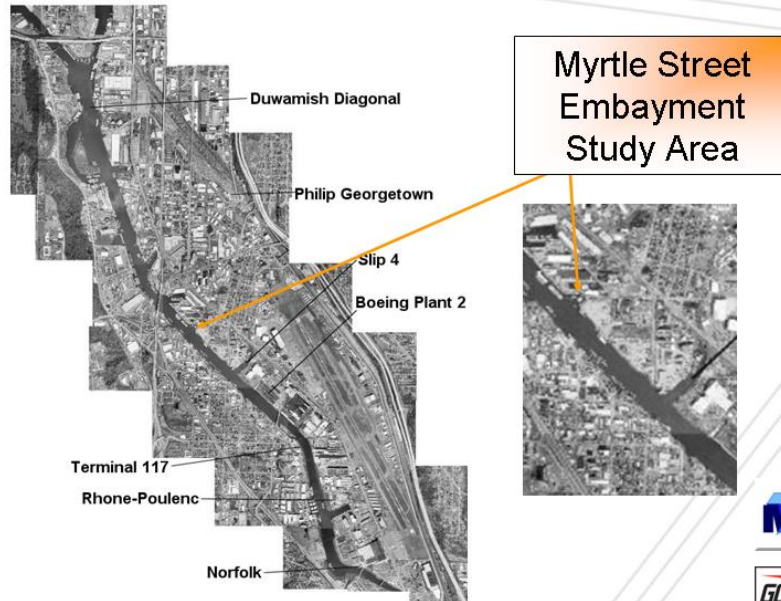 Myrtle Street
Embayment
Study Area
Duwamish Diagonal
Philip Georgetown
Slip 4
Boeing Plant 2
Terminal 117
Rhone-Poulenc
Norfolk